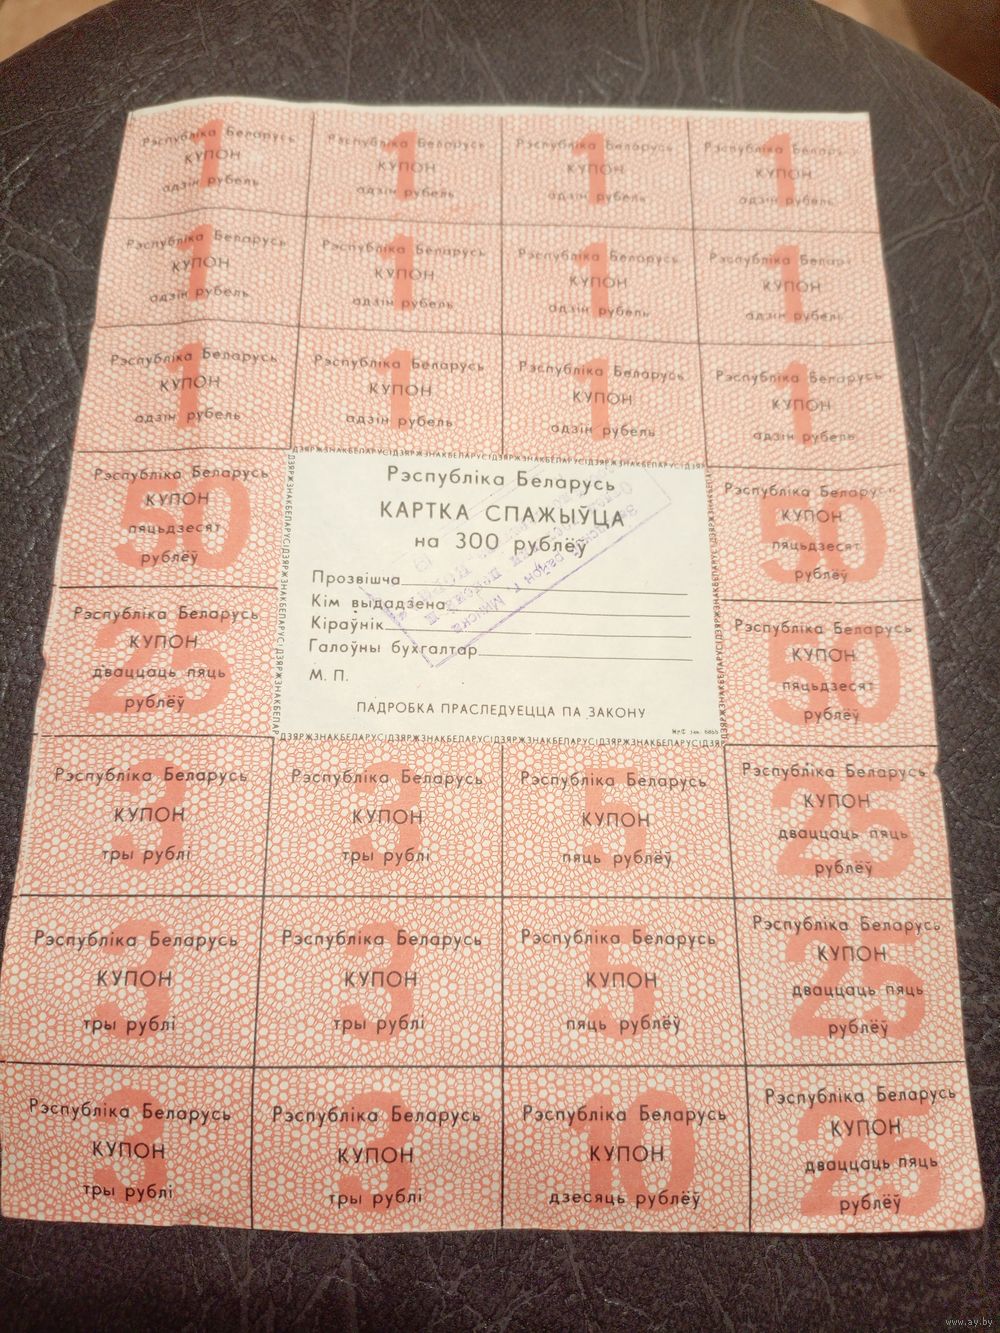 Рэспубліка Беларусь
КУПОН
адзін рубель
Рэспубліка Беларусь
КУПОН
адзін рубель
Рэспубліка Беларусь
КУПОН
адзін рубель
Рэспубліка Беларусь
КУПОН
адзін рубель
1
1
1
1
Рэспубліка Беларусь
КУПОН
адзін рубель
Рэспубліка Беларусь
КУПОН
адзін рубель
Рэспубліка Беларусь
КУПОН
адзін рубель
Рэспубліка Беларусь
КУПОН
адзін рубель
1
1
1
1
Рэспубліка Беларусь
КУПОН
адзін рубель
Рэспубліка Беларусь
КУПОН
адзін рубель
Рэспубліка Беларусь
КУПОН
адзін рубель
Рэспубліка Беларусь
КУПОН
адзін рубель
1
1
1
1
Рэспубліка Беларусь
КУПОН
пяцьдзесят
рублёў
50
Рэспубліка Беларусь
КУПОН
дваццаць пяць
рублёў
25
ДЗЯРЖЗНАКБЕЛАРУСІДЗЯРЖЗНАКБЕЛАРУСІДЗЯРЖЗНАКБЕЛАРУСІДЗЯРЖЗНАКБЕЛАРУСІДЗЯ
Рэспубліка Беларусь
КАРТКА СПАЖЫЎЦА
на 300 рублёў
Прозвішча
Кім выдадзена
Кіраўнік
Галоўны бухгалтар
М. П.
ПАДРОБКА ПРАСЛЕДУЕЦЦА ПА ЗАКОНУ
г. Минска
Рэспубліка Беларусь
КУПОН
пяцьдзесят
рублёў
50
Рэспубліка Беларусь
КУПОН
пяцьдзесят
рублёў
50
Рэспубліка Беларусь
КУПОН
тры рублі
3
Рэспубліка Беларусь
КУПОН
тры рублі
3
Рэспубліка Беларусь
КУПОН
пяць рублёў
5
Рэспубліка Беларусь
КУПОН
дваццаць пяць
рублёў
25
Рэспубліка Беларусь
КУПОН
тры рублі
3
Рэспубліка Беларусь
КУПОН
тры рублі
3
Рэспубліка Беларусь
КУПОН
пяць рублёў
5
Рэспубліка Беларусь
КУПОН
дваццаць пяць
рублёў
25
Рэспубліка Беларусь
КУПОН
тры рублі
3
Рэспубліка Беларусь
КУПОН
тры рублі
3
Рэспубліка Беларусь
КУПОН
дзесяць рублёў
10
Рэспубліка Беларусь
КУПОН
дваццаць пяць
рублёў
25
www.ay.by